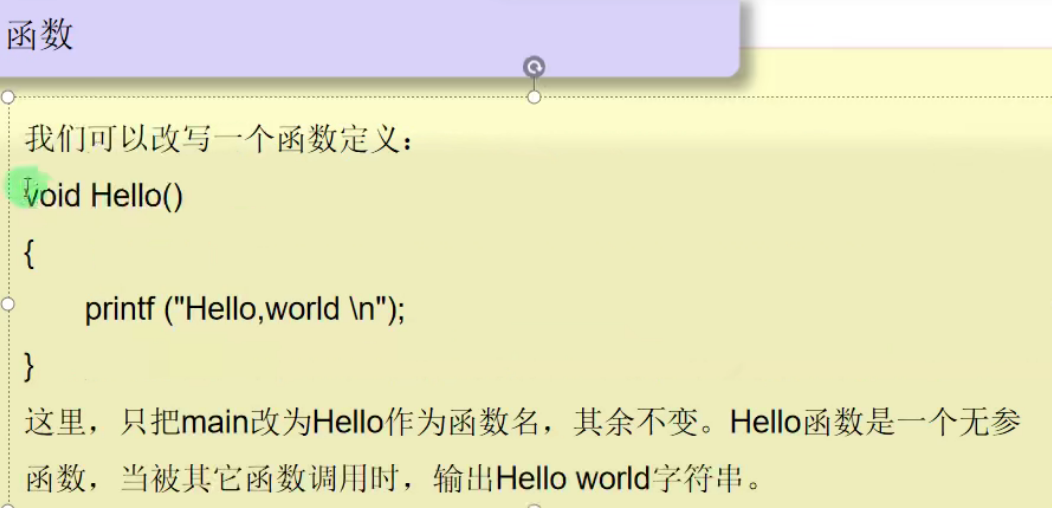 函数
我们可以改写一个函数定义：
void Hello()
{
printf ("Hello,world \n");
}
这里，只把main改为Hello作为函数名，其余不变。Hello函数是一个无参
函数，当被其它函数调用时，输出Hello world字符串。